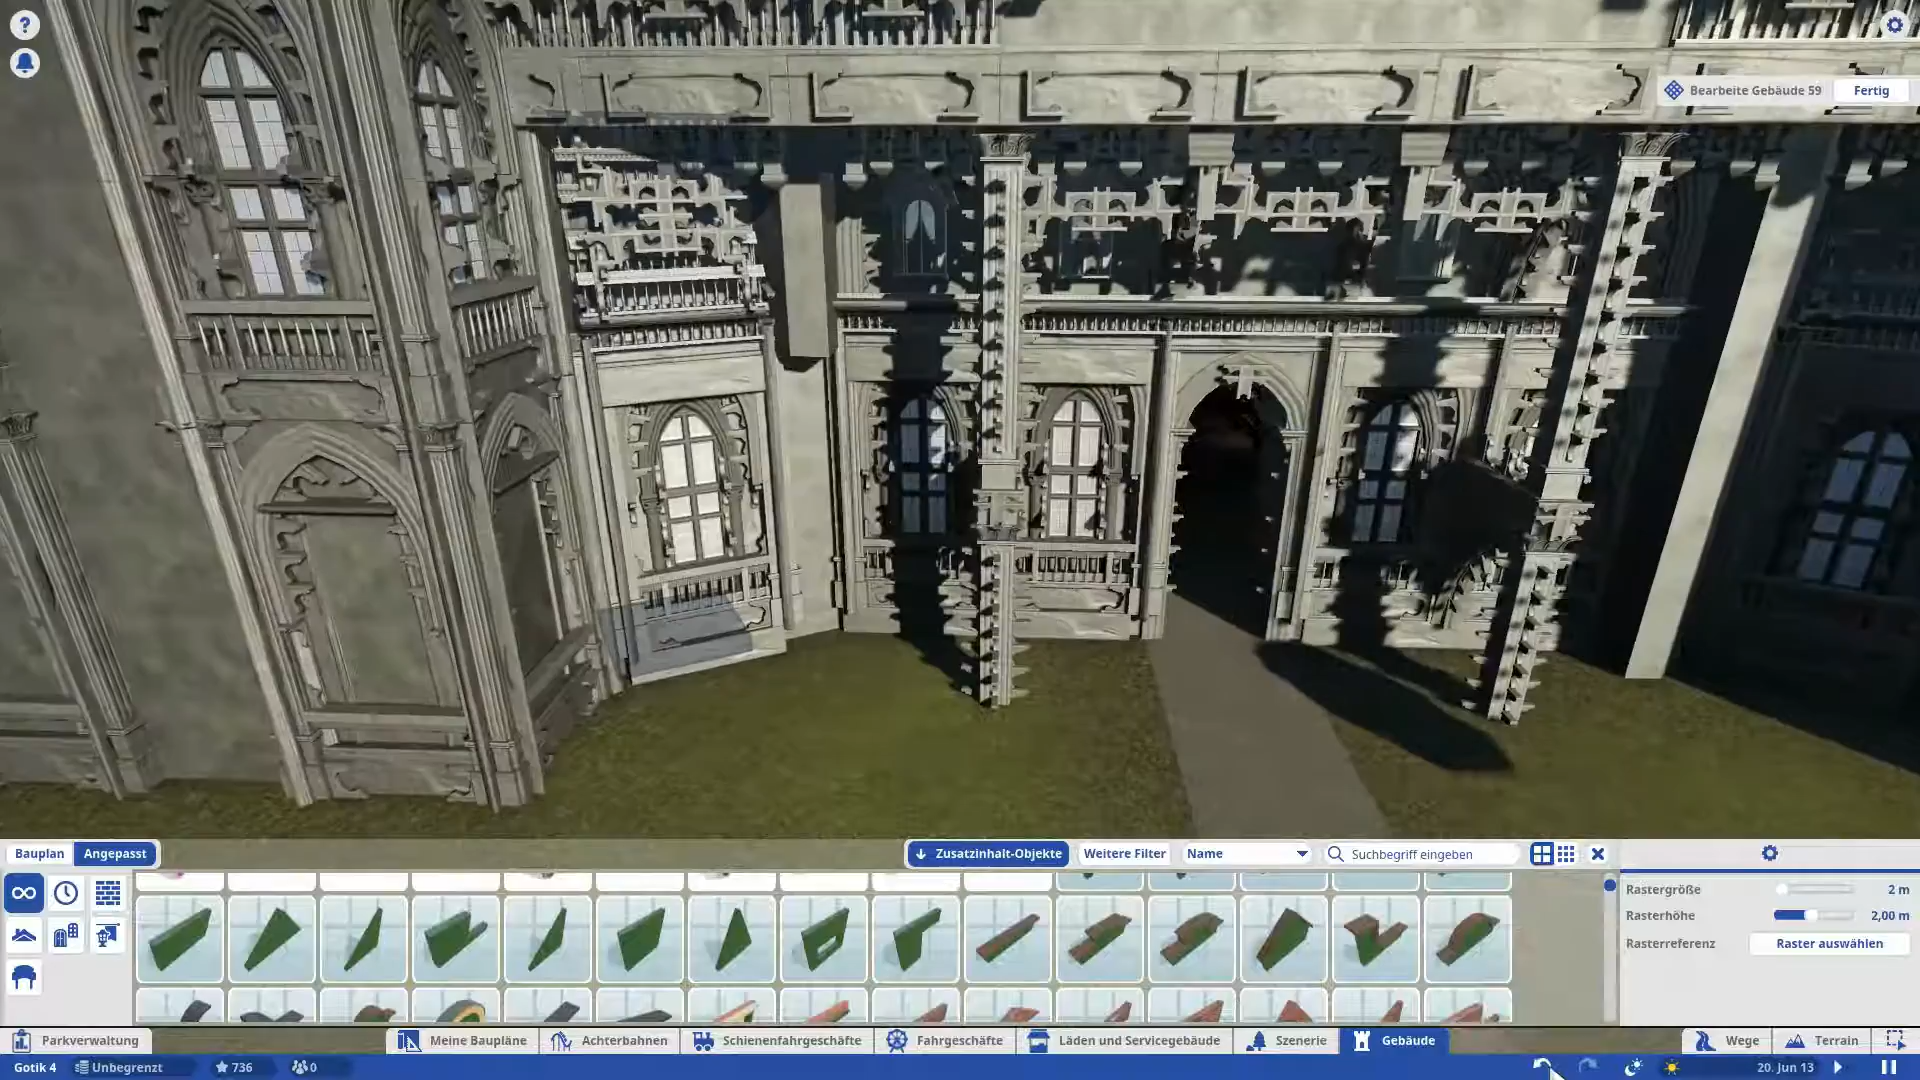 ?
Bearbeite Gebäude 59
Fertig
Bauplan
Angepasst
Zusatzinhalt-Objekte
Weitere Filter
Name
Suchbegriff eingeben
Rastergröße
2 m
Rasterhöhe
2,00 m
Rasterreferenz
Raster auswählen
Parkverwaltung
Meine Baupläne
Achterbahnen
Schienenfahrgeschäfte
Fahrgeschäfte
Läden und Servicegebäude
Szenerie
Gebäude
Wege
Terrain
Gotik 4
Unbegrenzt
736
0
20. Jun 13